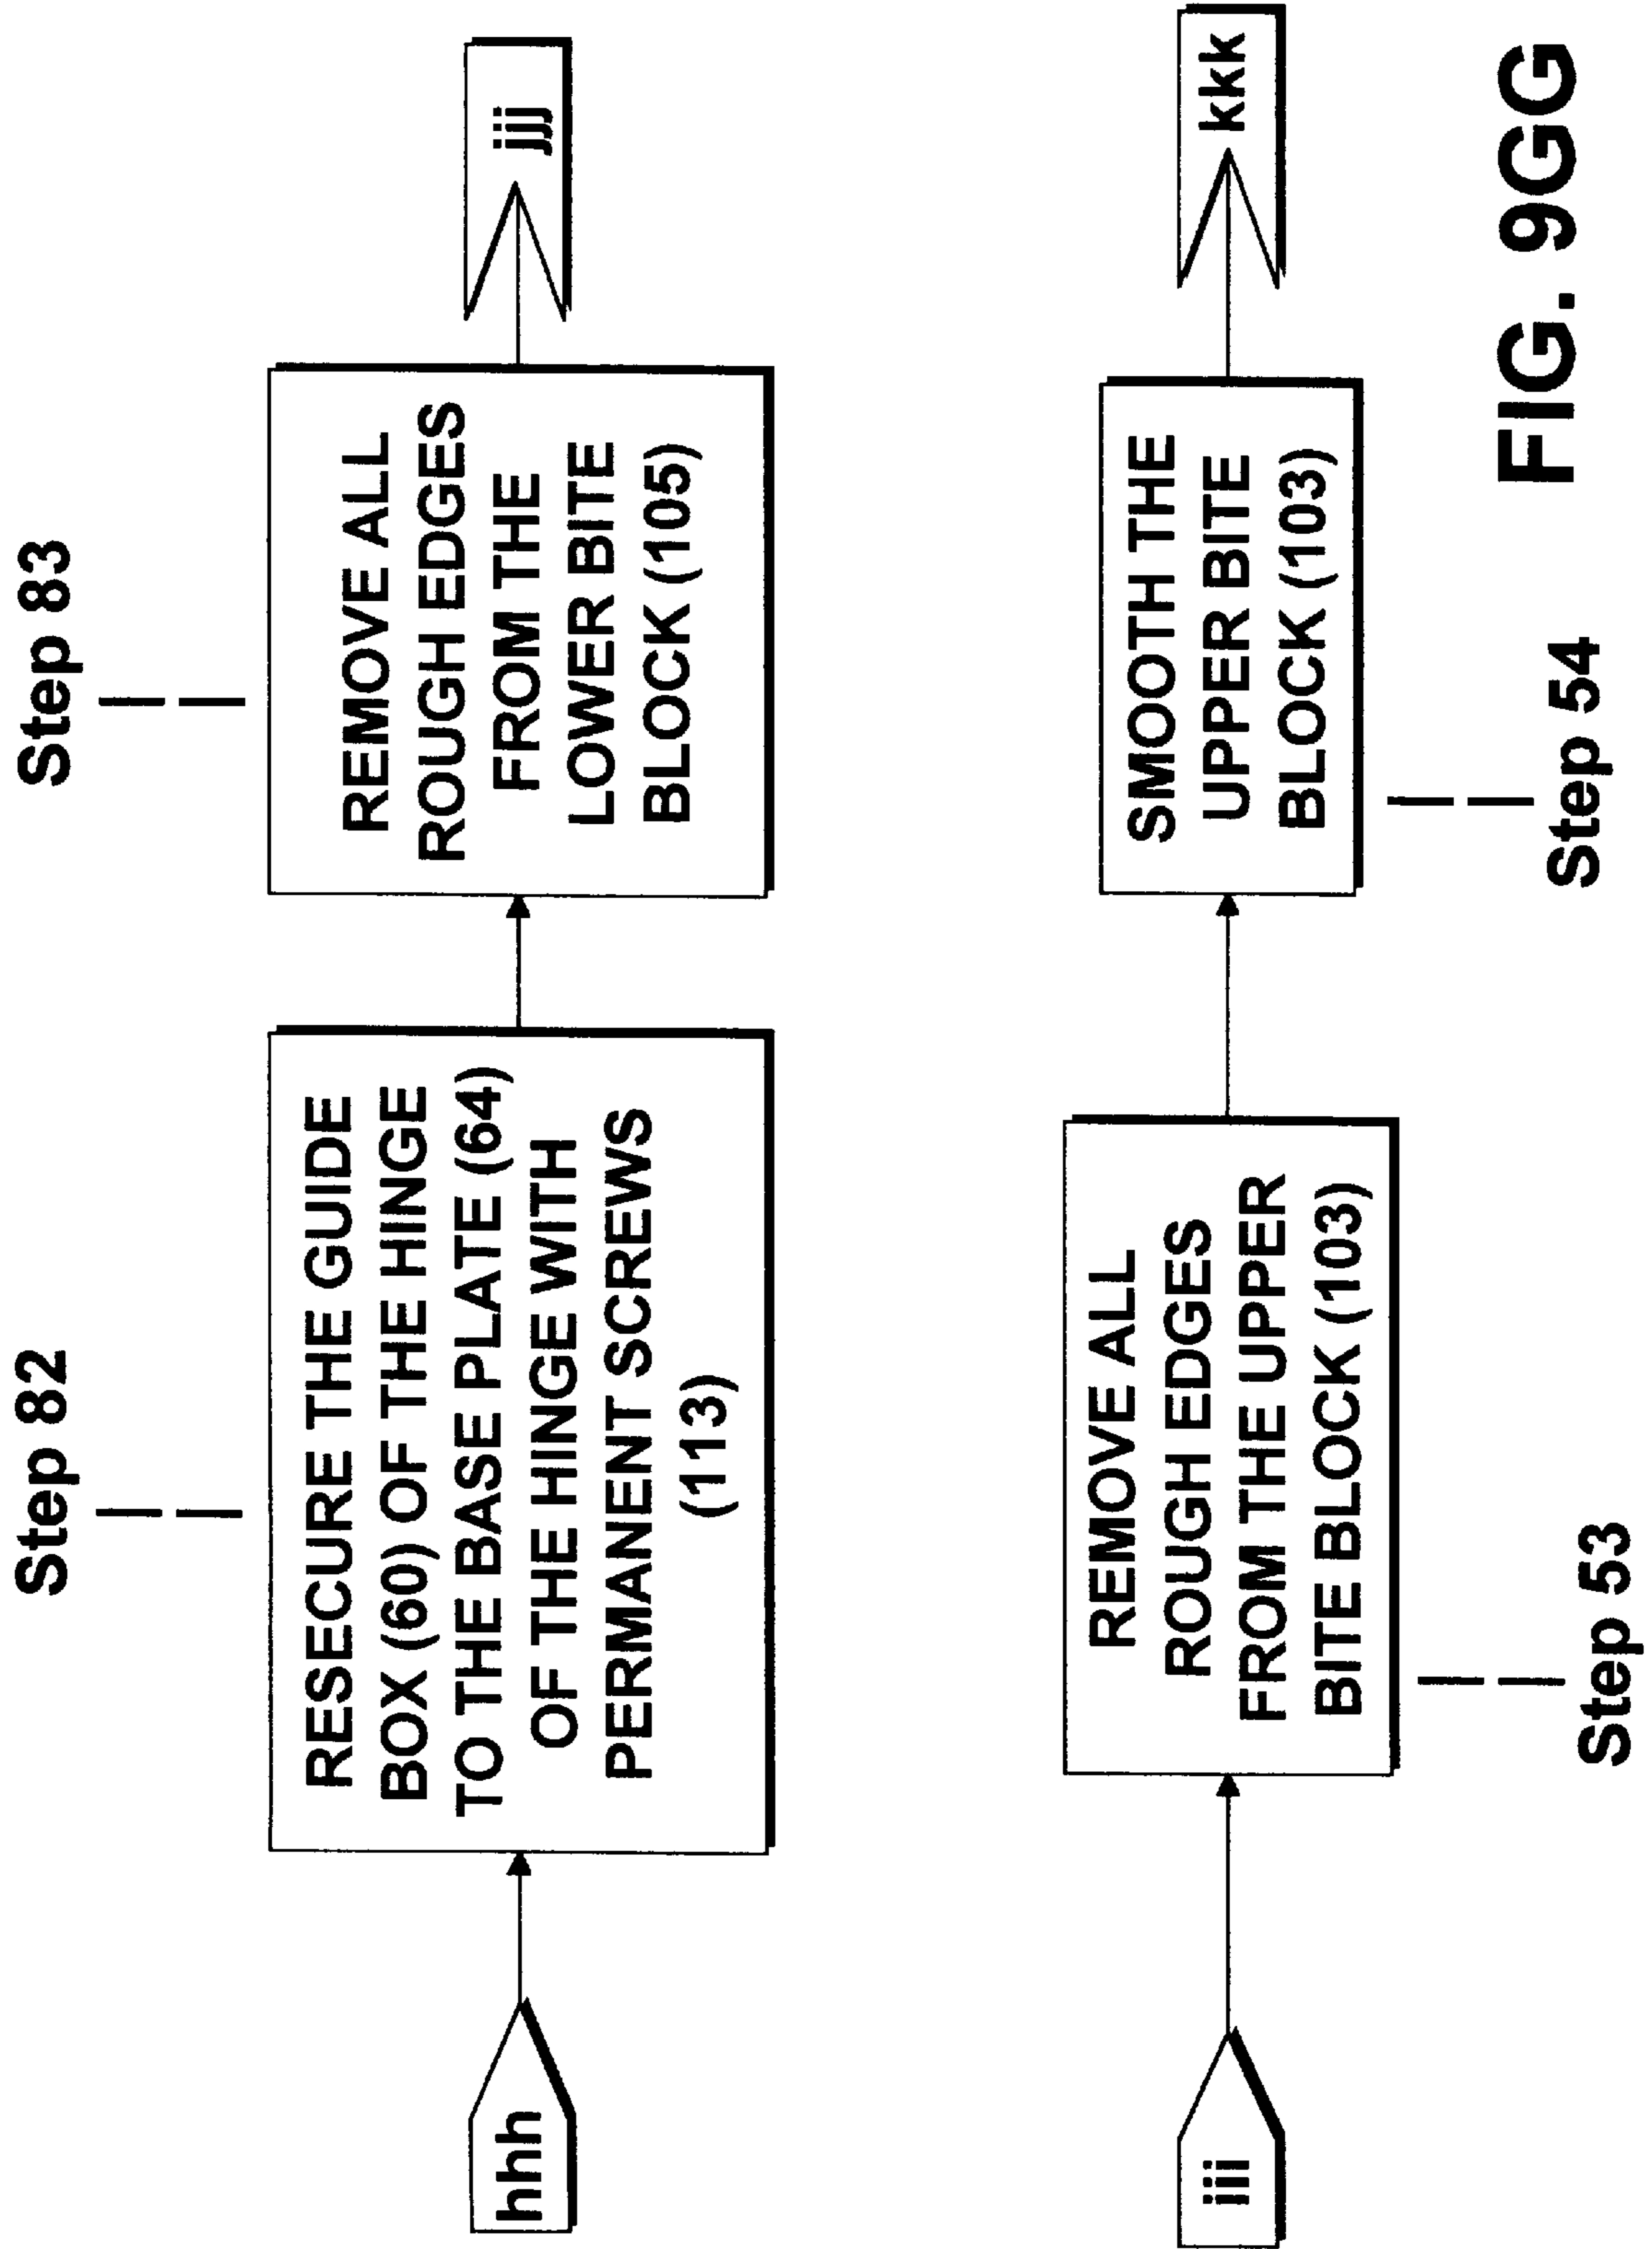 Step 82
Step 83
hhh
RESECURE THE GUIDE
BOX (60) OF THE HINGE
TO THE BASE PLATE (64)
OF THE HINGE WITH
PERMANENT SCREWS
(113)
REMOVE ALL
ROUGH EDGES
FROM THE
LOWER BITE
BLOCK (105)
jjj
iii
REMOVE ALL
ROUGH EDGES
FROM THE UPPER
BITE BLOCK (103)
SMOOTH THE
UPPER BITE
BLOCK (103)
kkk
Step 53
Step 54
FIG. 9GG